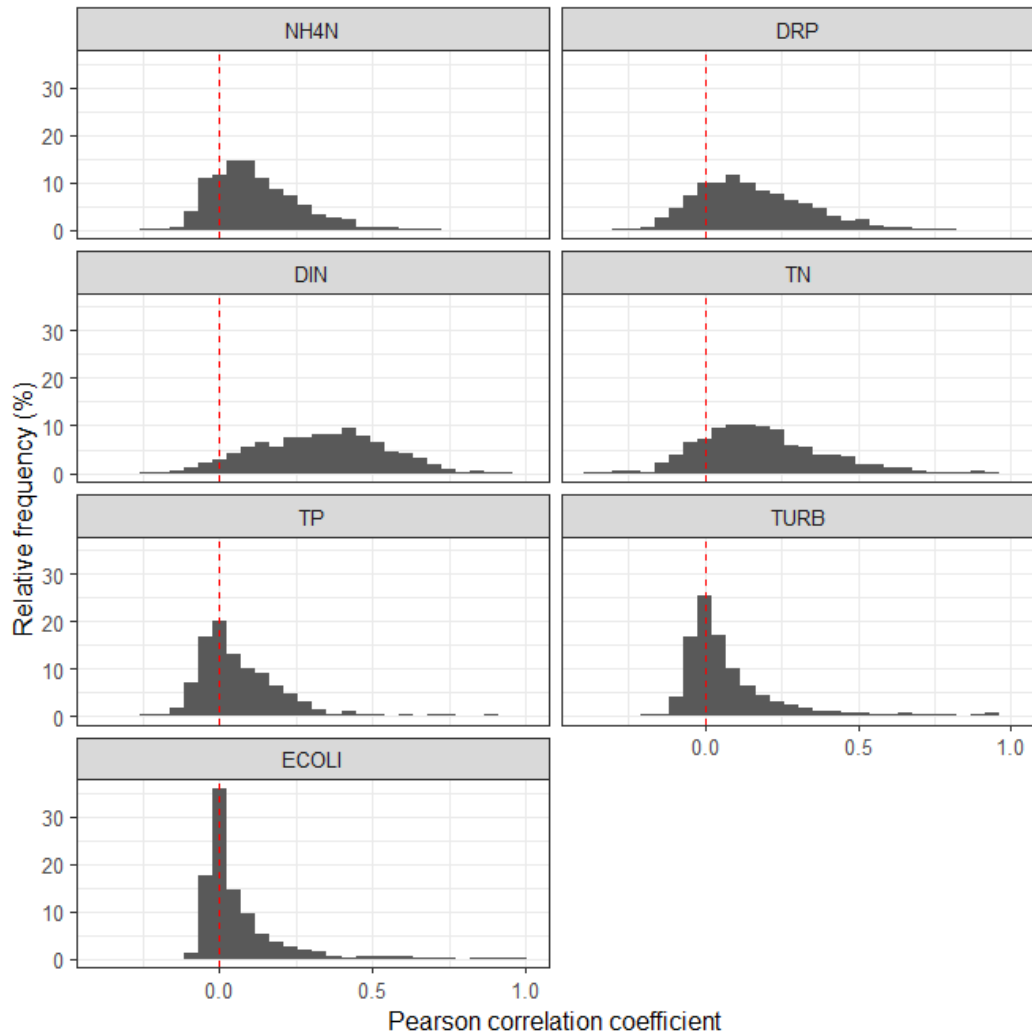 NH4N
DRP
30
20
10
0
DIN
TN
30
20
10
0
TP
TURB
30
20
10
0
0.0
0.5
1.0
ECOLI
30
20
10
0
0.0
0.5
1.0
Relative frequency (%)
Pearson correlation coefficient